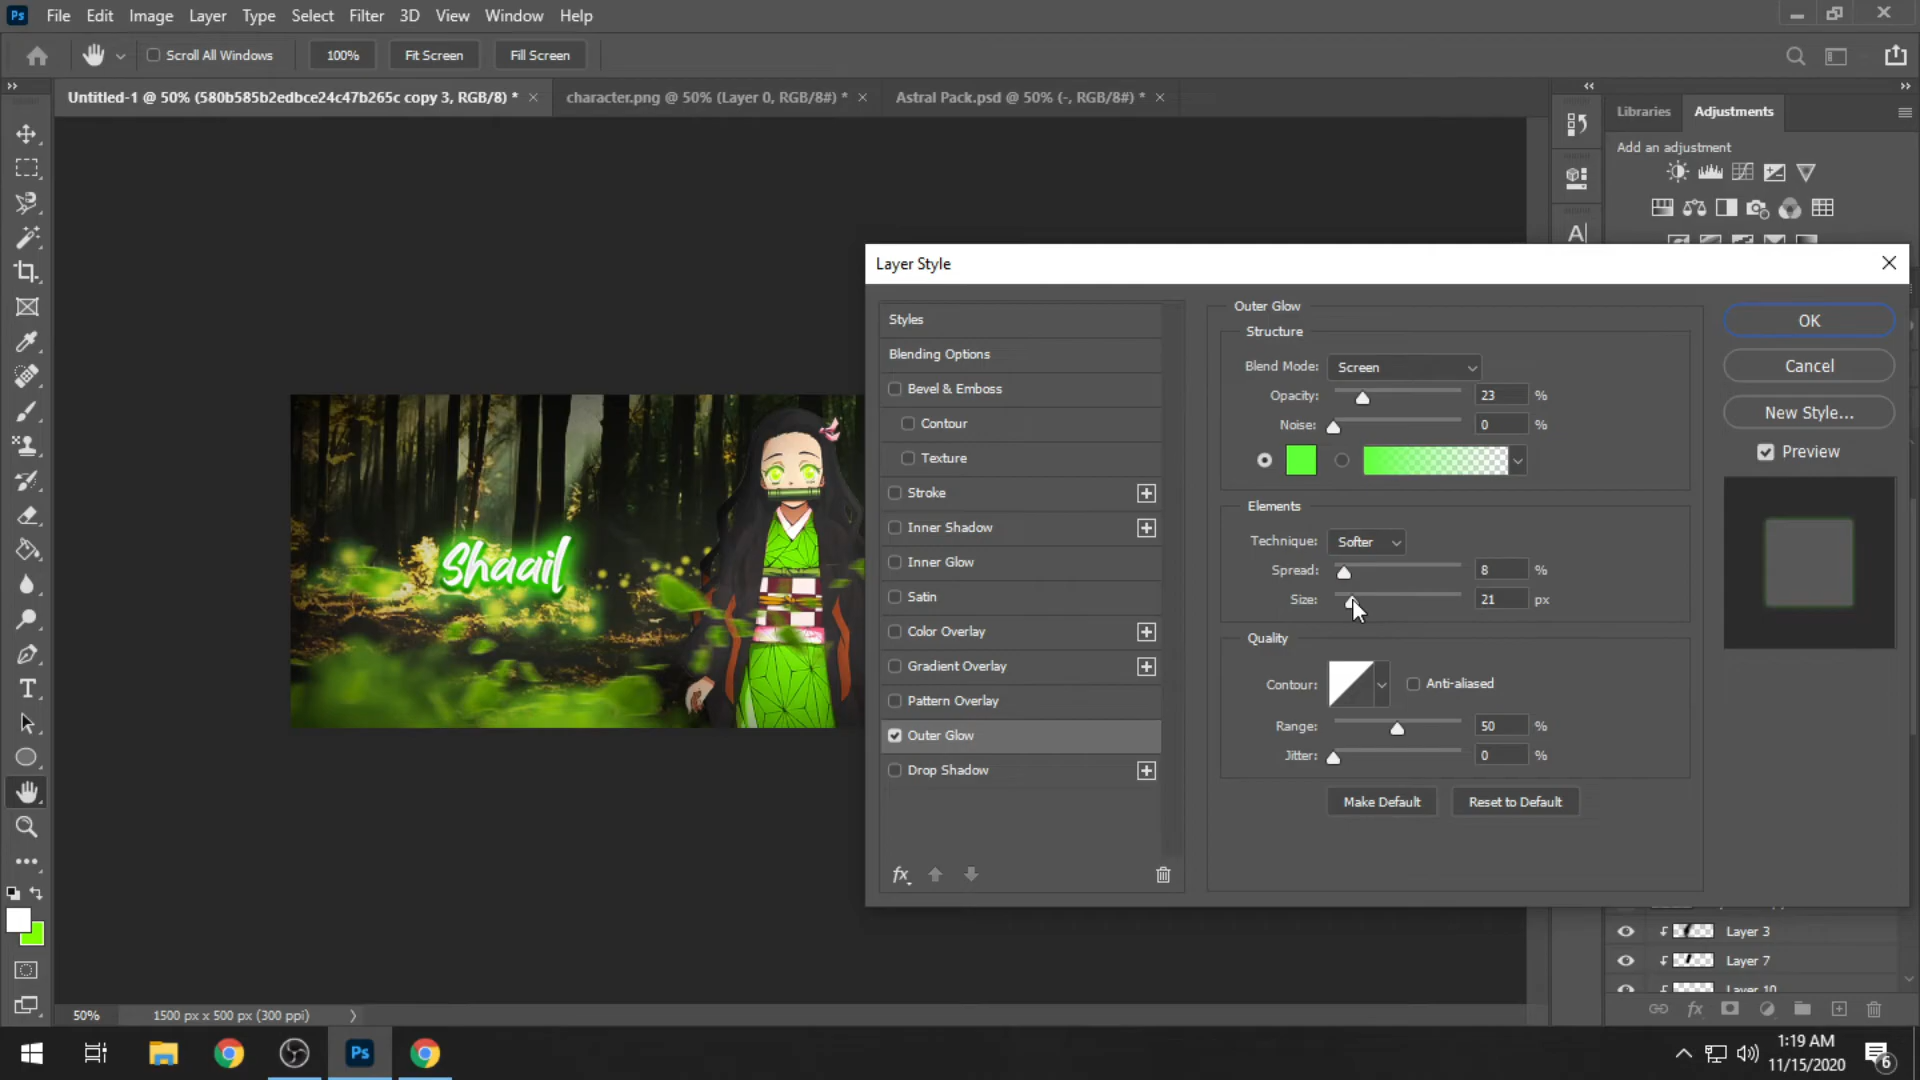 Ps File Edit Image Layer Type Select Filter 3D View Window Help
Scroll All Windows 100% Fit Screen Fill Screen
Untitled-1 @ 50% (580b585b2edbce24c47b265c copy 3, RGB/8) * character.png @ 50% (Layer 0, RGB/8#) * Astral Pack.psd @ 50% (-, RGB/8#) *
Libraries Adjustments
Add an adjustment
Layer Style
Styles
Blending Options
Bevel & Emboss
Contour
Texture
Stroke
Inner Shadow
Inner Glow
Satin
Color Overlay
Gradient Overlay
Pattern Overlay
Outer Glow
Drop Shadow
fx
Outer Glow
Structure
Blend Mode: Screen
Opacity: 23 %
Noise: 0 %
Elements
Technique: Softer
Spread: 8 %
Size: 21 px
Quality
Contour: Anti-aliased
Range: 50 %
Jitter: 0 %
Make Default Reset to Default
OK
Cancel
New Style...
Preview
Shaail
Layer 3
Layer 7
Layer 10
fx
50% 1500 px x 500 px (300 ppi)
Ps
1:19 AM
11/15/2020
6